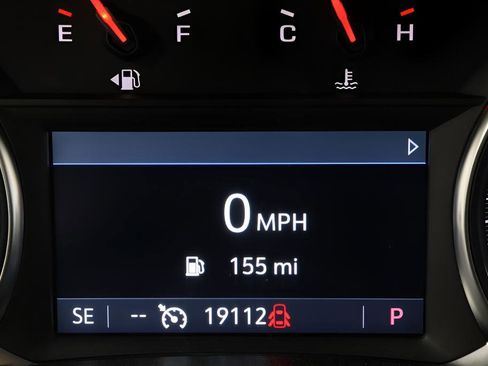 E F C H
0 MPH
155 mi
SE -- 19112 P